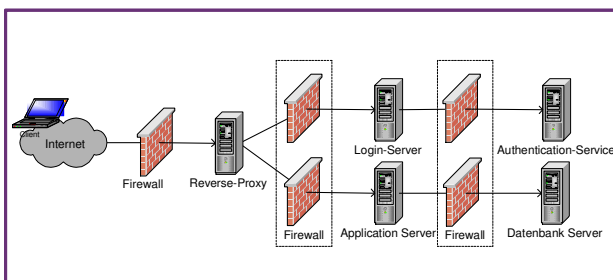 Client
Internet
Firewall
Reverse-Proxy
Login-Server
Authentication-Service
Firewall
Application Server
Firewall
Datenbank Server